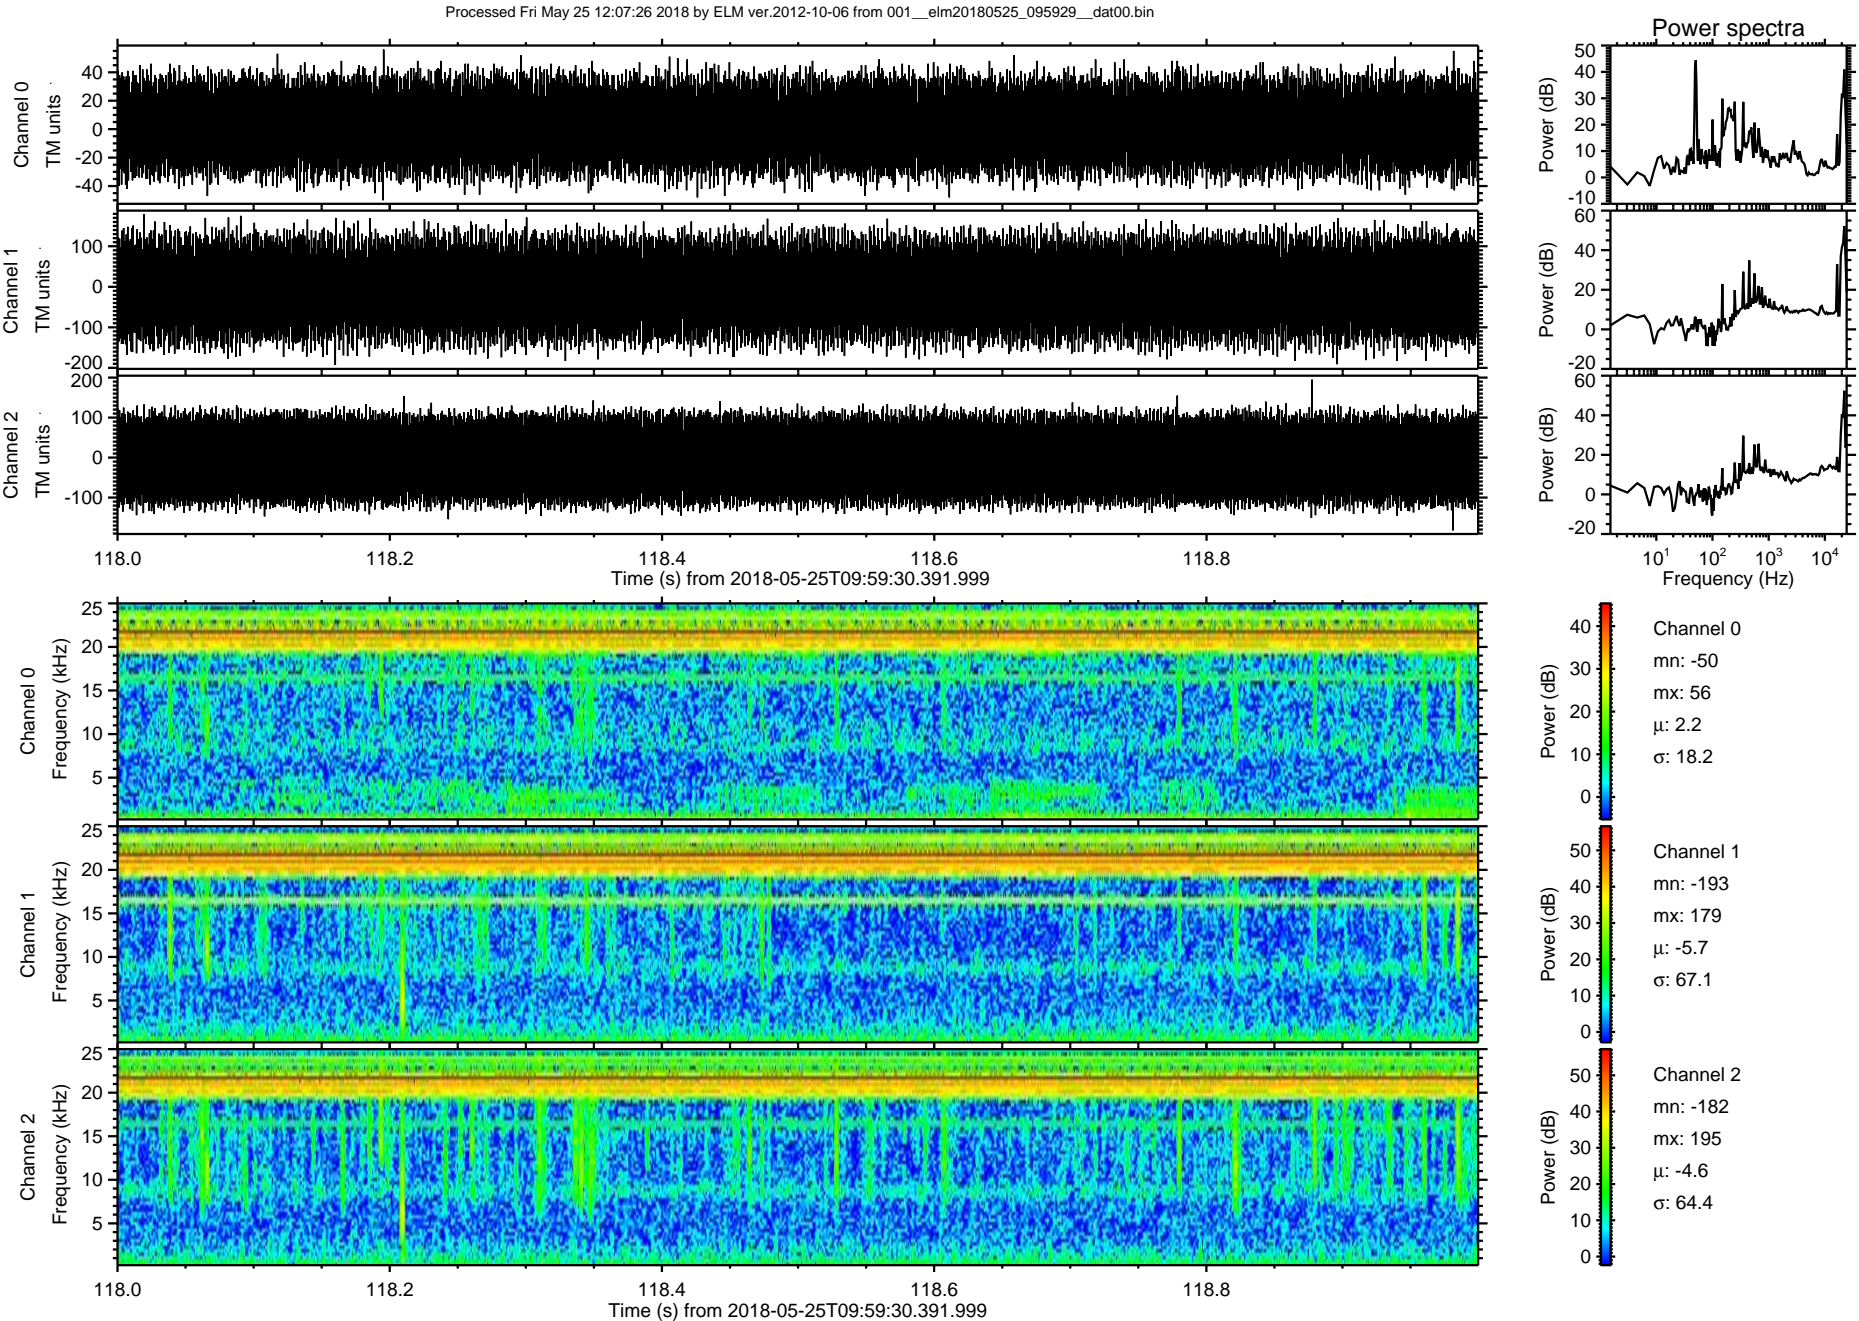 Processed Fri May 25 12:07:26 2018 by ELM ver.2012-10-06 from 001__elm20180525_095929__dat00.bin
Power spectra
Channel 0
TM units
40
20
0
-20
-40
Power (dB)
50
40
30
20
10
0
-10
Channel 1
TM units
100
0
-100
-200
Power (dB)
60
40
20
0
-20
Channel 2
TM units
200
100
0
-100
Power (dB)
60
40
20
0
-20
118.0 118.2 118.4 118.6 118.8
Time (s) from 2018-05-25T09:59:30.391.999
10¹ 10² 10³ 10⁴
Frequency (Hz)
Channel 0
Frequency (kHz)
25
20
15
10
5
Power (dB)
40
30
20
10
0
Channel 0
mn: -50
mx: 56
μ: 2.2
σ: 18.2
Channel 1
Frequency (kHz)
25
20
15
10
5
Power (dB)
50
40
30
20
10
0
Channel 1
mn: -193
mx: 179
μ: -5.7
σ: 67.1
Channel 2
Frequency (kHz)
25
20
15
10
5
Power (dB)
50
40
30
20
10
0
Channel 2
mn: -182
mx: 195
μ: -4.6
σ: 64.4
118.0 118.2 118.4 118.6 118.8
Time (s) from 2018-05-25T09:59:30.391.999